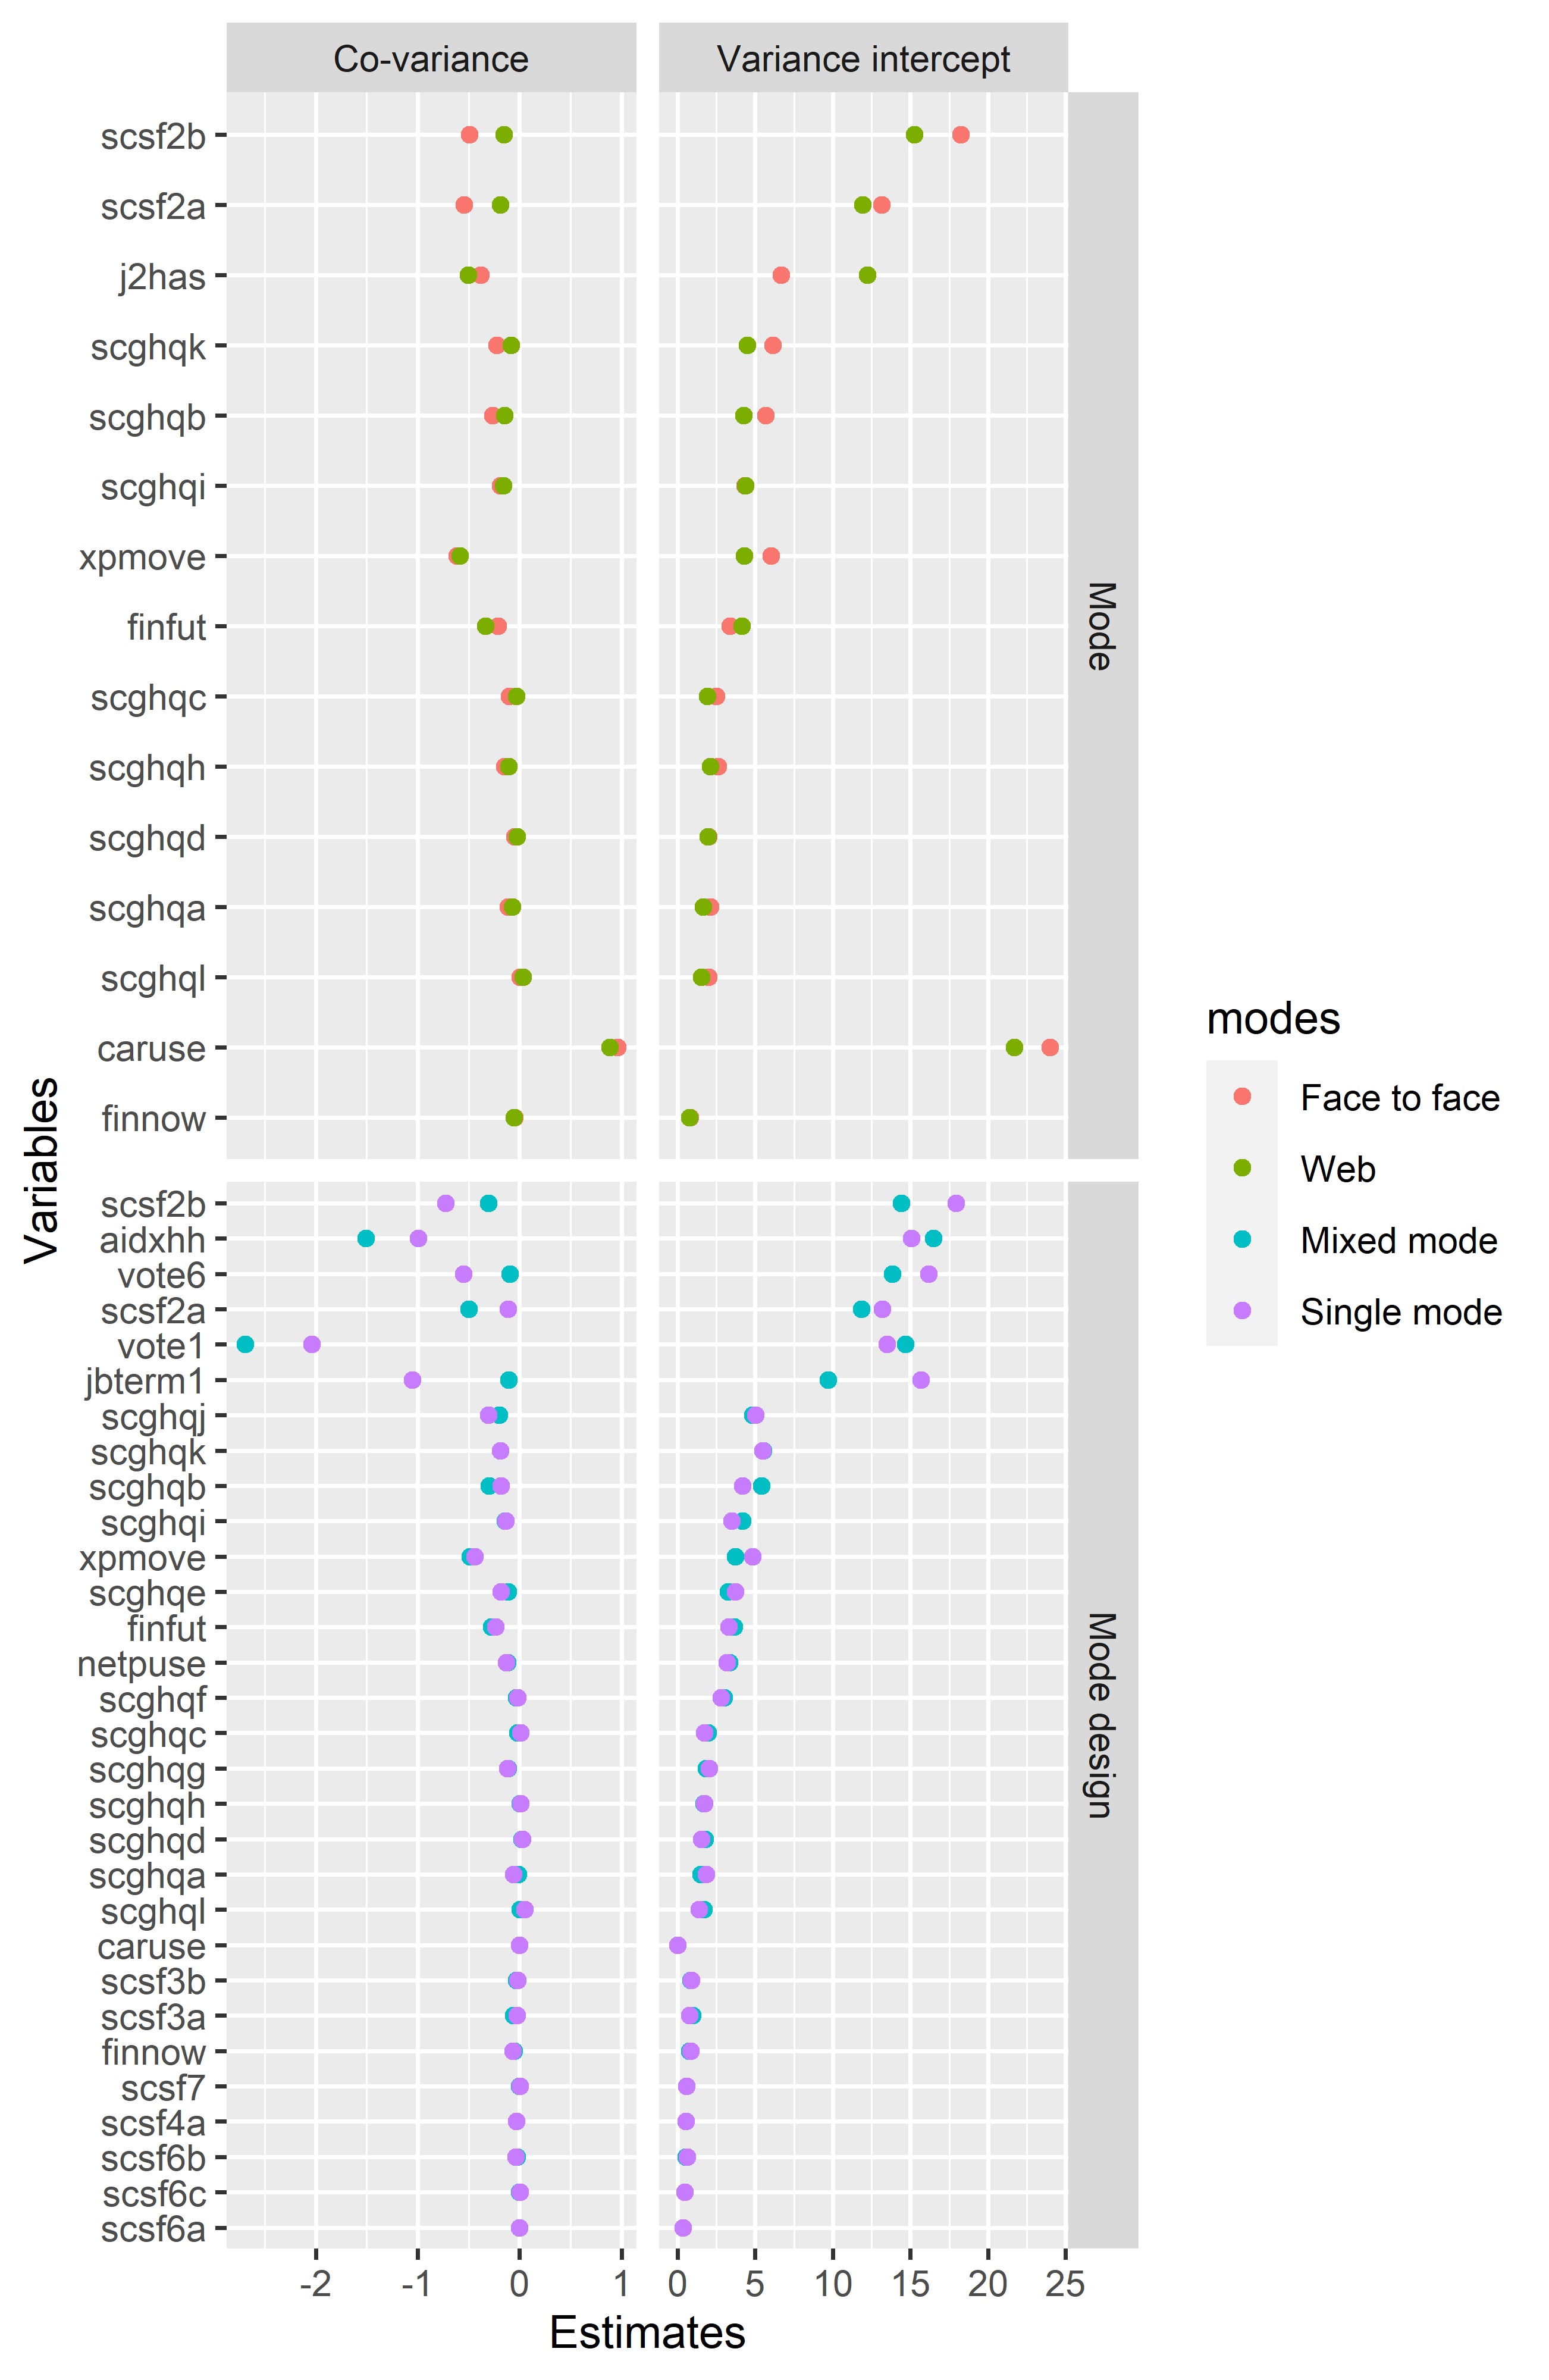 Co-variance
Variance intercept
scsf2b
scsf2a
j2has
scghqk
scghqb
scghqi
xpmove
finfut
scghqc
scghqh
scghqd
scghqa
scghql
caruse
finnow
Mode
scsf2b
aidxhh
vote6
scsf2a
vote1
jbterm1
scghqj
scghqk
scghqb
scghqi
xpmove
scghqe
finfut
netpuse
scghqf
scghqc
scghqg
scghqh
scghqd
scghqa
scghql
caruse
scsf3b
scsf3a
finnow
scsf7
scsf4a
scsf6b
scsf6c
scsf6a
Mode design
Variables
-2 -1 0 1
0 5 10 15 20 25
Estimates
modes
Face to face
Web
Mixed mode
Single mode